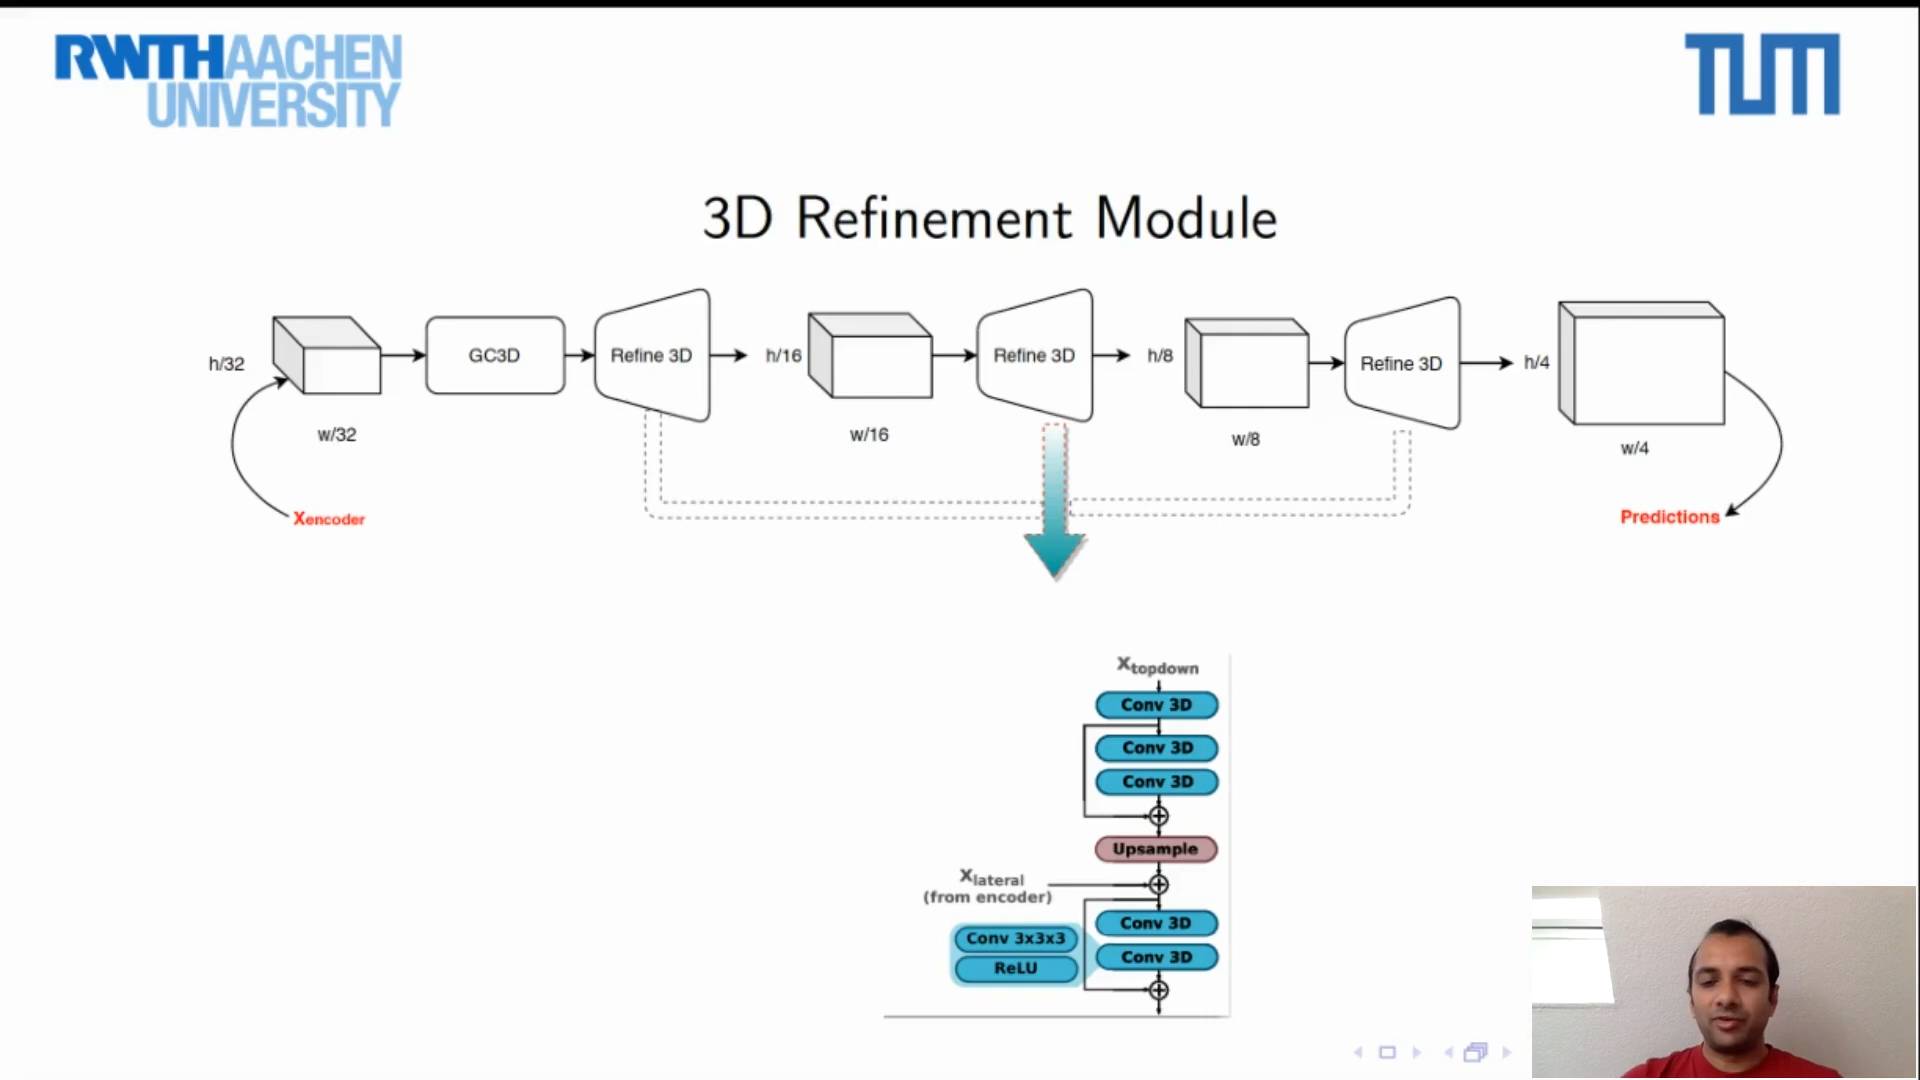 RWTHAACHEN
UNIVERSITY
TUM
3D Refinement Module
h/32
GC3D
Refine 3D
h/16
Refine 3D
h/8
Refine 3D
h/4
w/32
w/16
w/8
w/4
Xencoder
Predictions
Xtopdown
Conv 3D
Conv 3D
Conv 3D
Upsample
Xlateral
(from encoder)
Conv 3D
Conv 3x3x3
Conv 3D
ReLU